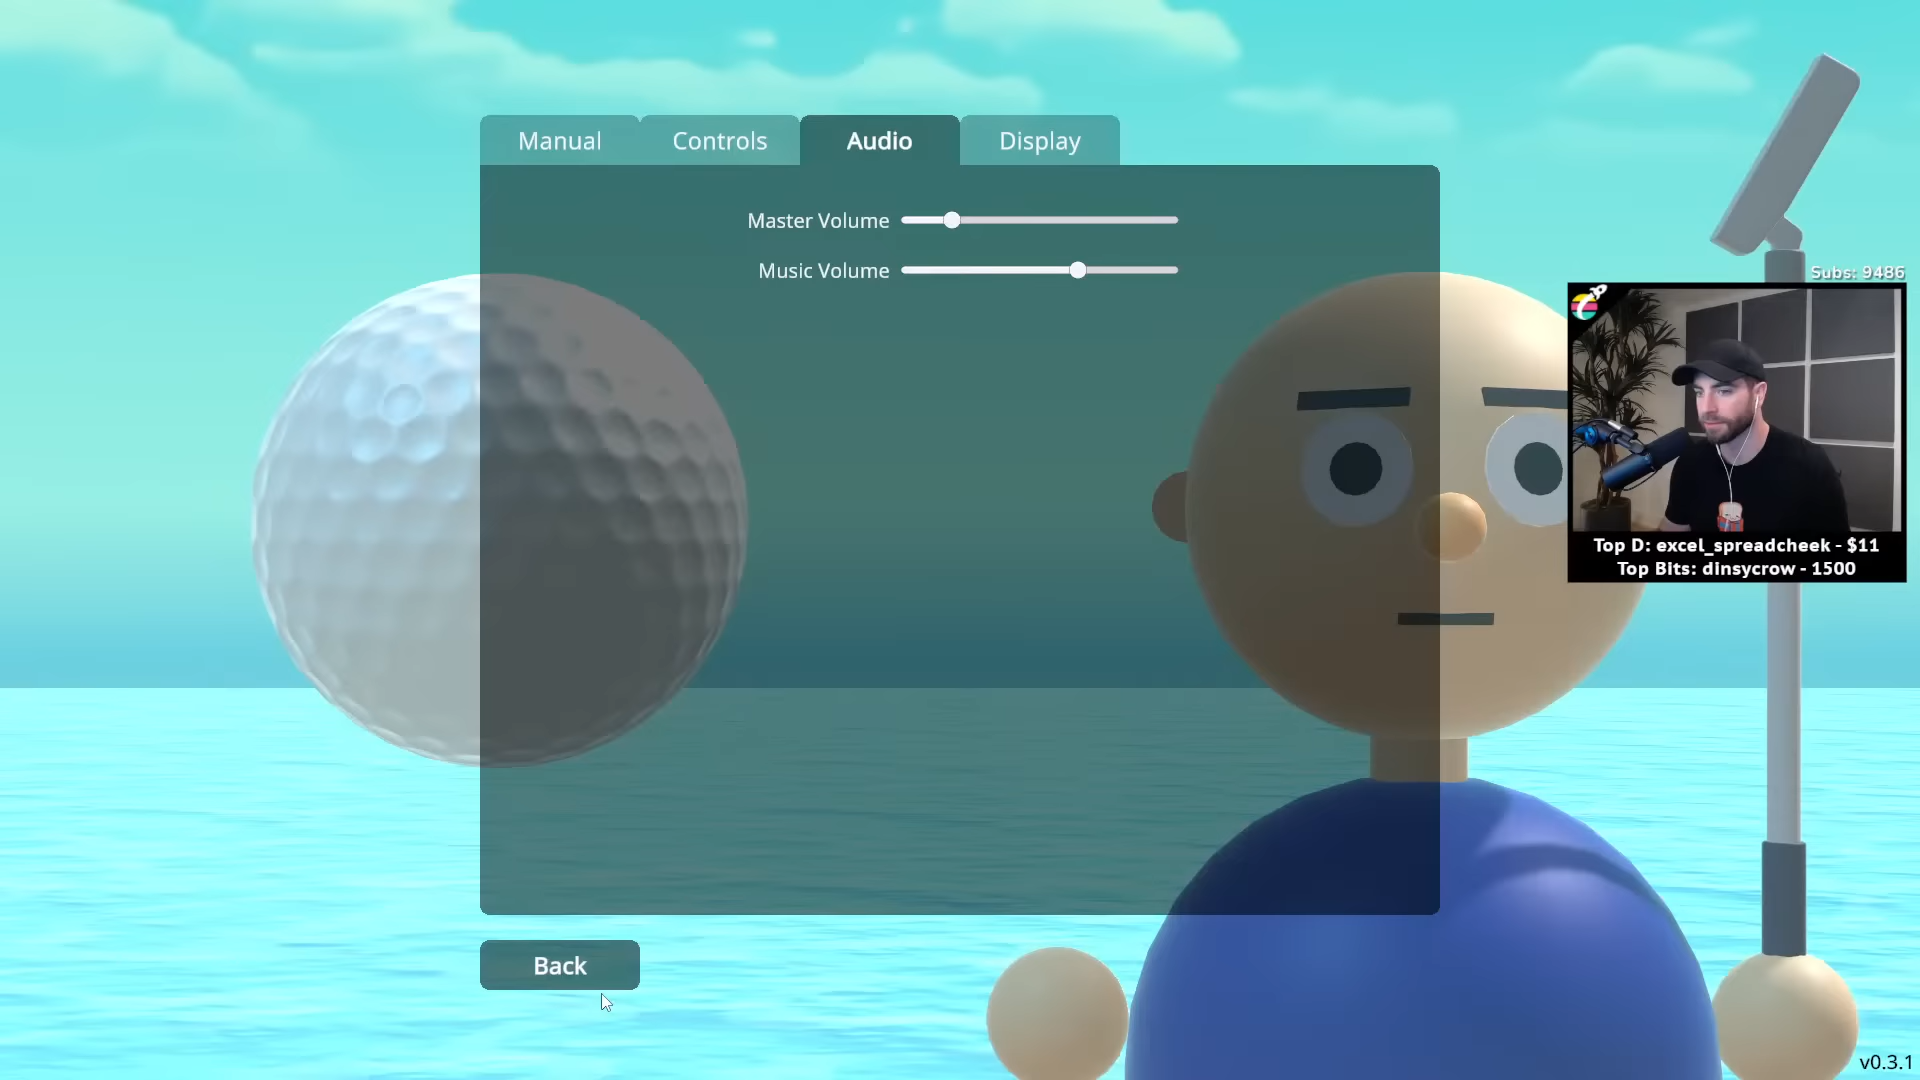 Manual
Controls
Audio
Display
Master Volume
Music Volume
Subs: 9486
Top D: excel_spreadcheek - $11
Top Bits: dinsycrow - 1500
Back
v0.3.1